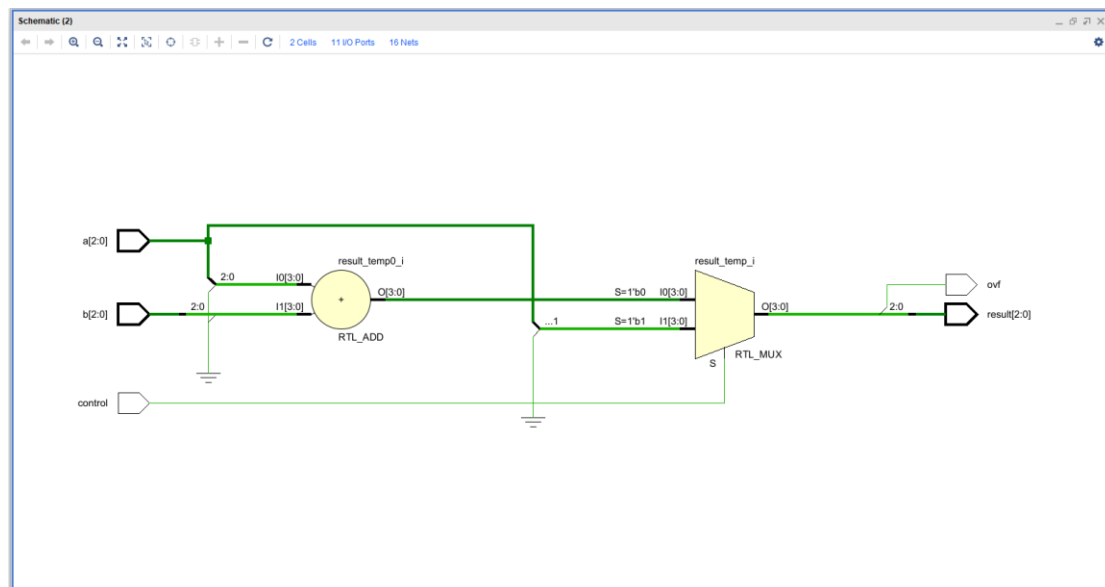 Schematic (2)
2 Cells 11 I/O Ports 16 Nets
a[2:0]
b[2:0]
control
2:0
2:0
result_temp0_i
I0[3:0]
I1[3:0]
+
O[3:0]
RTL_ADD
...1
result_temp_i
S=1'b0 I0[3:0]
S=1'b1 I1[3:0]
O[3:0]
S
RTL_MUX
2:0
ovf
result[2:0]